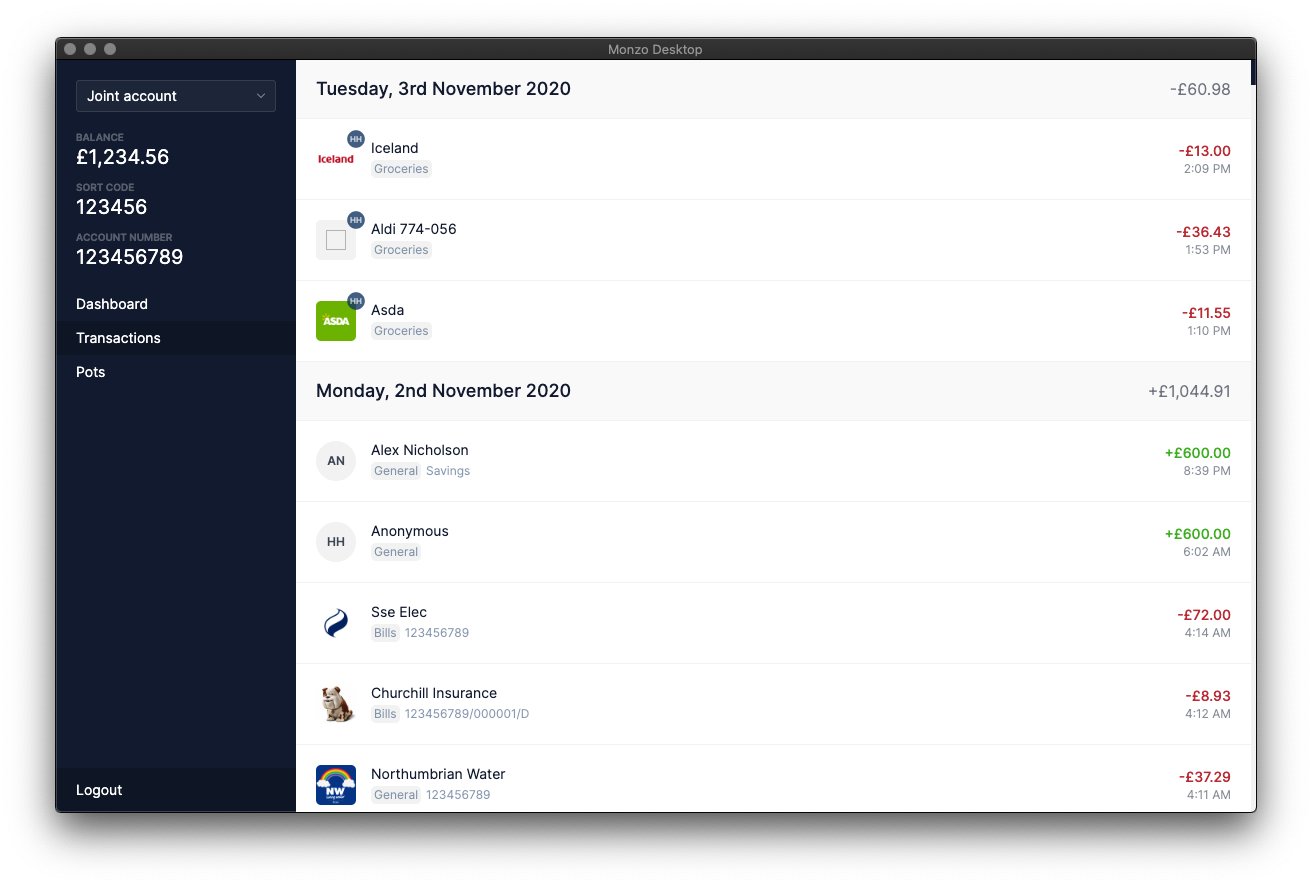 Monzo Desktop
Joint account
BALANCE
£1,234.56
SORT CODE
123456
ACCOUNT NUMBER
123456789
Dashboard
Transactions
Pots
Logout
Tuesday, 3rd November 2020
-£60.98
Iceland
HH
Iceland
Groceries
-£13.00
2:09 PM
HH
Aldi 774-056
Groceries
-£36.43
1:53 PM
ASDA
HH
Asda
Groceries
-£11.55
1:10 PM
Monday, 2nd November 2020
+£1,044.91
AN
Alex Nicholson
General Savings
+£600.00
8:39 PM
HH
Anonymous
General
+£600.00
6:02 AM
Sse Elec
Bills 123456789
-£72.00
4:14 AM
Churchill Insurance
Bills 123456789/000001/D
-£8.93
4:12 AM
NW
Northumbrian Water
General 123456789
-£37.29
4:11 AM